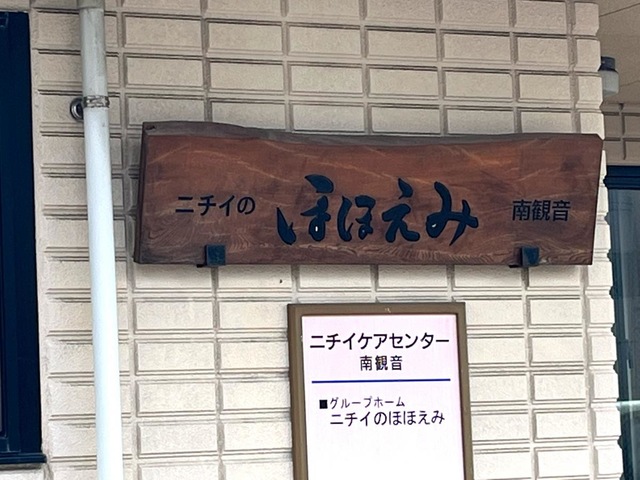 ニチイの ほほえみ 南観音
ニチイケアセンター
南観音
■グループホーム
ニチイのほほえみ